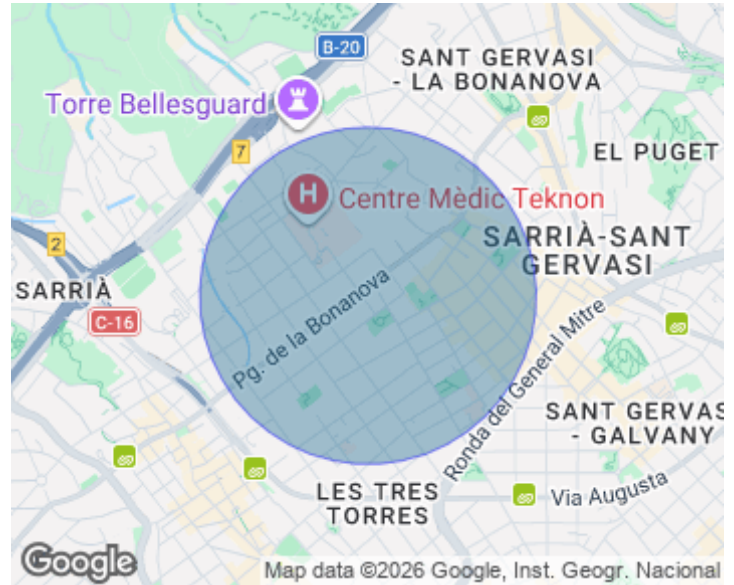 B-20
SANT GERVASI
- LA BONANOVA
Torre Bellesguard
7
EL PUGET
H
Centre Mèdic Teknon
2
SARRIÀ-SANT
GERVASI
SARRIÀ
C-16
Pg. de la Bonanova
Ronda del General Mitre
SANT GERVAS
- GALVANY
LES TRES
TORRES
Via Augusta
Google
Map data ©2026 Google, Inst. Geogr. Nacional